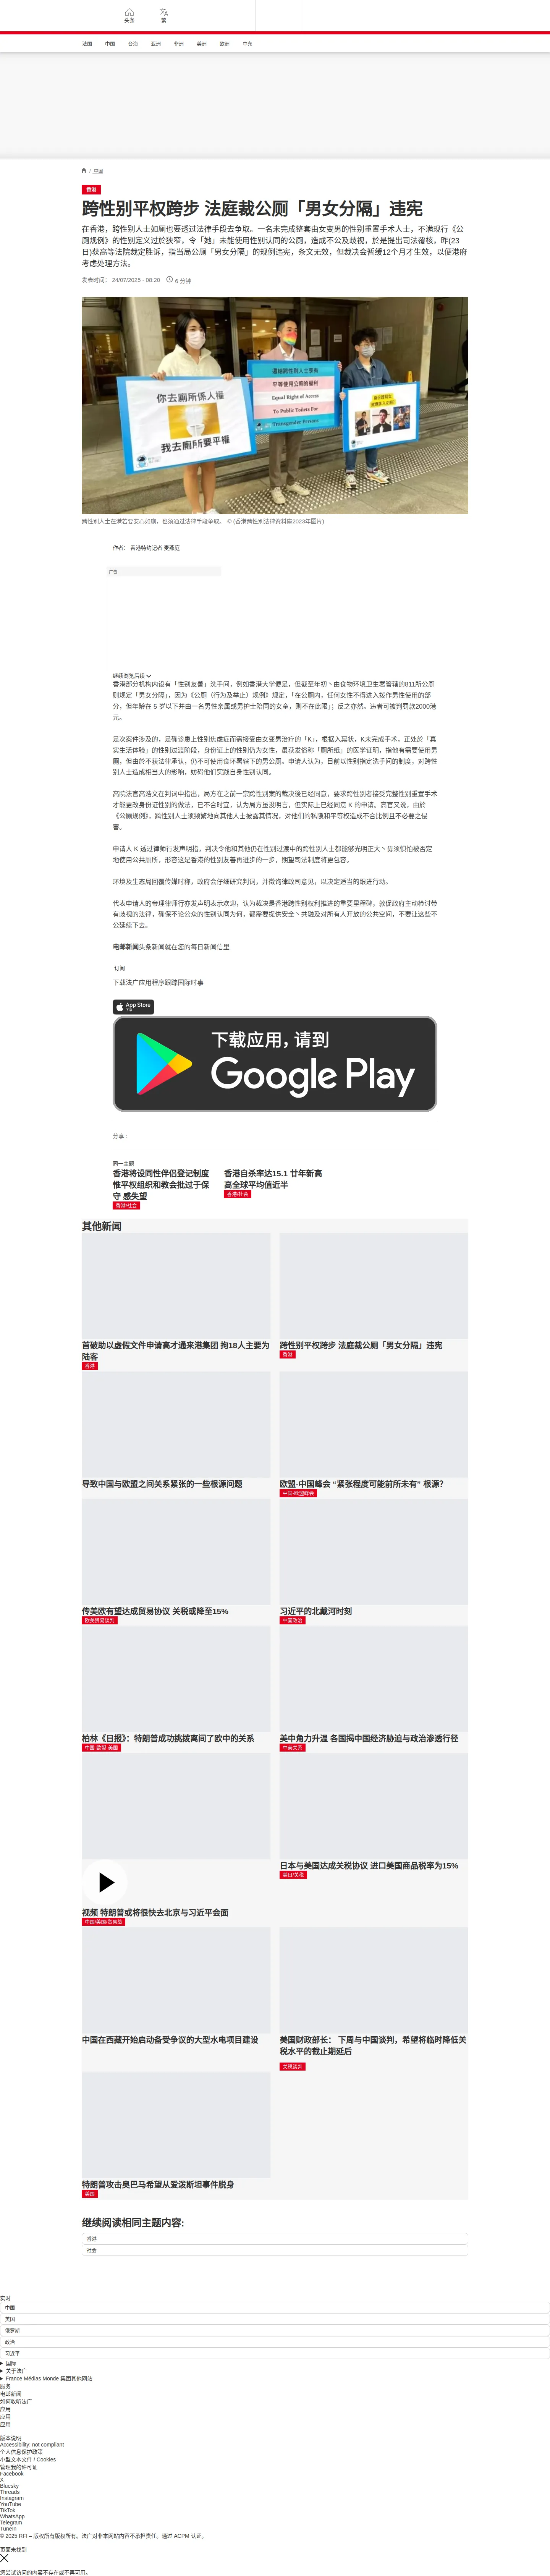 头条
繁
法国
中国
台海
亚洲
非洲
美洲
欧洲
中东
/ 中国
香港
跨性别平权跨步 法庭裁公厕「男女分隔」违宪
在香港，跨性别人士如厕也要透过法律手段去争取。一名未完成整套由女变男的性别重置手术人士，不满现行《公
厕规例》的性别定义过於狭窄，令「她」未能使用性别认同的公厕，造成不公及歧视，於是提出司法覆核，昨(23
日)获高等法院裁定胜诉，指当局公厕「男女分隔」的规例违宪，条文无效，但裁决会暂缓12个月才生效，以便港府
考虑处理方法。
发表时间： 24/07/2025 - 08:20
6 分钟
你去廁所係人權
我去廁所要平權
還給跨性別人士享有
平等使用公廁的權利
Equal Right of Access
To Public Toilets For
Transgender Persons
跨性别人士在港若要安心如厕，也须通过法律手段争取。 © (香港跨性別法律資料庫2023年圖片)
作者： 香港特约记者 麦燕庭
广告
继续浏览后续
香港部分机构内设有「性别友善」洗手间，例如香港大学便是，但截至年初丶由食物环境卫生署管辖的811所公厕
则规定「男女分隔」，因为《公厕（行为及举止）规例》规定，「在公厕内，任何女性不得进入拨作男性使用的部
分，但年龄在 5 岁以下并由一名男性亲属或男护士陪同的女童，则不在此限」；反之亦然。违者可被判罚款2000港
元。
是次案件涉及的，是确诊患上性别焦虑症而需接受由女变男治疗的「K」，根据入禀状，K未完成手术，正处於「真
实生活体验」的性别过渡阶段，身份证上的性别仍为女性，虽获发俗称「厕所纸」的医学证明，指他有需要使用男
厕，但由於不获法律承认，仍不可使用食环署辖下的男公厕。申请人认为，目前以性别指定洗手间的制度，对跨性
别人士造成相当大的影响，妨碍他们实践自身性别认同。
高院法官高浩文在判词中指出，局方在之前一宗跨性别案的裁决後已经同意，要求跨性别者接受完整性别重置手术
才能更改身份证性别的做法，已不合时宜，认为局方虽没明言，但实际上已经同意 K 的申请。高官又说，由於
《公厕规例》，跨性别人士须频繁地向其他人士披露其情况，对他们的私隐和平等权造成不合比例且不必要之侵
害。
申请人 K 透过律师行发声明指，判决令他和其他仍在性别过渡中的跨性别人士都能够光明正大丶毋须惧怕被否定
地使用公共厕所，形容这是香港的性别友善再进步的一步，期望司法制度将更包容。
环境及生态局回覆传媒时称，政府会仔细研究判词，并徵询律政司意见，以决定适当的跟进行动。
代表申请人的帝理律师行亦发声明表示欢迎，认为裁决是香港跨性别权利推进的重要里程碑，敦促政府主动检讨带
有歧视的法律，确保不论公众的性别认同为何，都需要提供安全丶共融及对所有人开放的公共空间，不要让这些不
公延续下去。
电邮新闻头条新闻就在您的每日新闻信里
订阅
下载法广应用程序跟踪国际时事
App Store
下载
下载应用，请到
Google Play
分享 :
同一主题
香港将设同性伴侣登记制度
惟平权组织和教会批过于保
守 感失望
香港/社会
香港自杀率达15.1 廿年新高
高全球平均值近半
香港/社会
其他新闻
首破助以虚假文件申请高才通来港集团 拘18人主要为
陆客
香港
跨性别平权跨步 法庭裁公厕「男女分隔」违宪
香港
导致中国与欧盟之间关系紧张的一些根源问题
欧盟-中国峰会 “紧张程度可能前所未有” 根源？
中国-欧盟峰会
传美欧有望达成贸易协议 关税或降至15%
欧美贸易谈判
习近平的北戴河时刻
中国政治
柏林《日报》：特朗普成功挑拨离间了欧中的关系
中国-欧盟-美国
美中角力升温 各国揭中国经济胁迫与政治渗透行径
中美关系
视频 特朗普或将很快去北京与习近平会面
中国/美国/贸易战
日本与美国达成关税协议 进口美国商品税率为15%
美日/关税
中国在西藏开始启动备受争议的大型水电项目建设
美国财政部长： 下周与中国谈判，希望将临时降低关
税水平的截止期延后
关税谈判
特朗普攻击奥巴马希望从爱泼斯坦事件脱身
美国
继续阅读相同主题内容:
香港
社会
实时
中国
美国
俄罗斯
政治
习近平
国际
关于法广
France Médias Monde 集团其他网站
服务
电邮新闻
如何收听法广
应用
应用
应用
版本说明
Accessibility: not compliant
个人信息保护政策
小型文本文件 / Cookies
管理我的许可证
Facebook
X
Bluesky
Threads
Instagram
YouTube
TikTok
WhatsApp
Telegram
TuneIn
© 2025 RFI – 版权所有版权所有。法广对非本网站内容不承担责任。通过 ACPM 认证。
页面未找到
您尝试访问的内容不存在或不再可用。